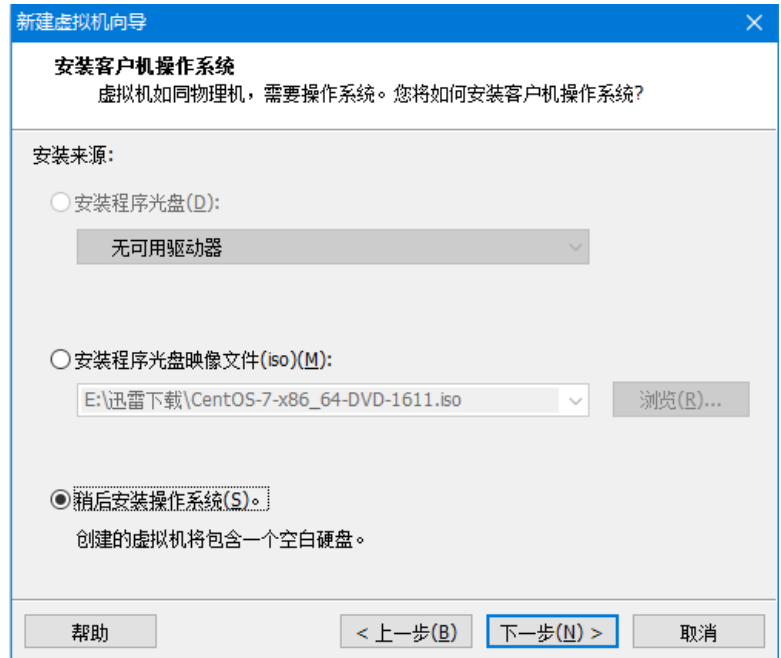 新建虚拟机向导
安装客户机操作系统
虚拟机如同物理机，需要操作系统。您将如何安装客户机操作系统?
安装来源:
安装程序光盘(D):
无可用驱动器
安装程序光盘映像文件(iso)(M):
E:\迅雷下载\CentOS-7-x86_64-DVD-1611.iso
浏览(R)...
稍后安装操作系统(S)。
创建的虚拟机将包含一个空白硬盘。
帮助
< 上一步(B)
下一步(N) >
取消